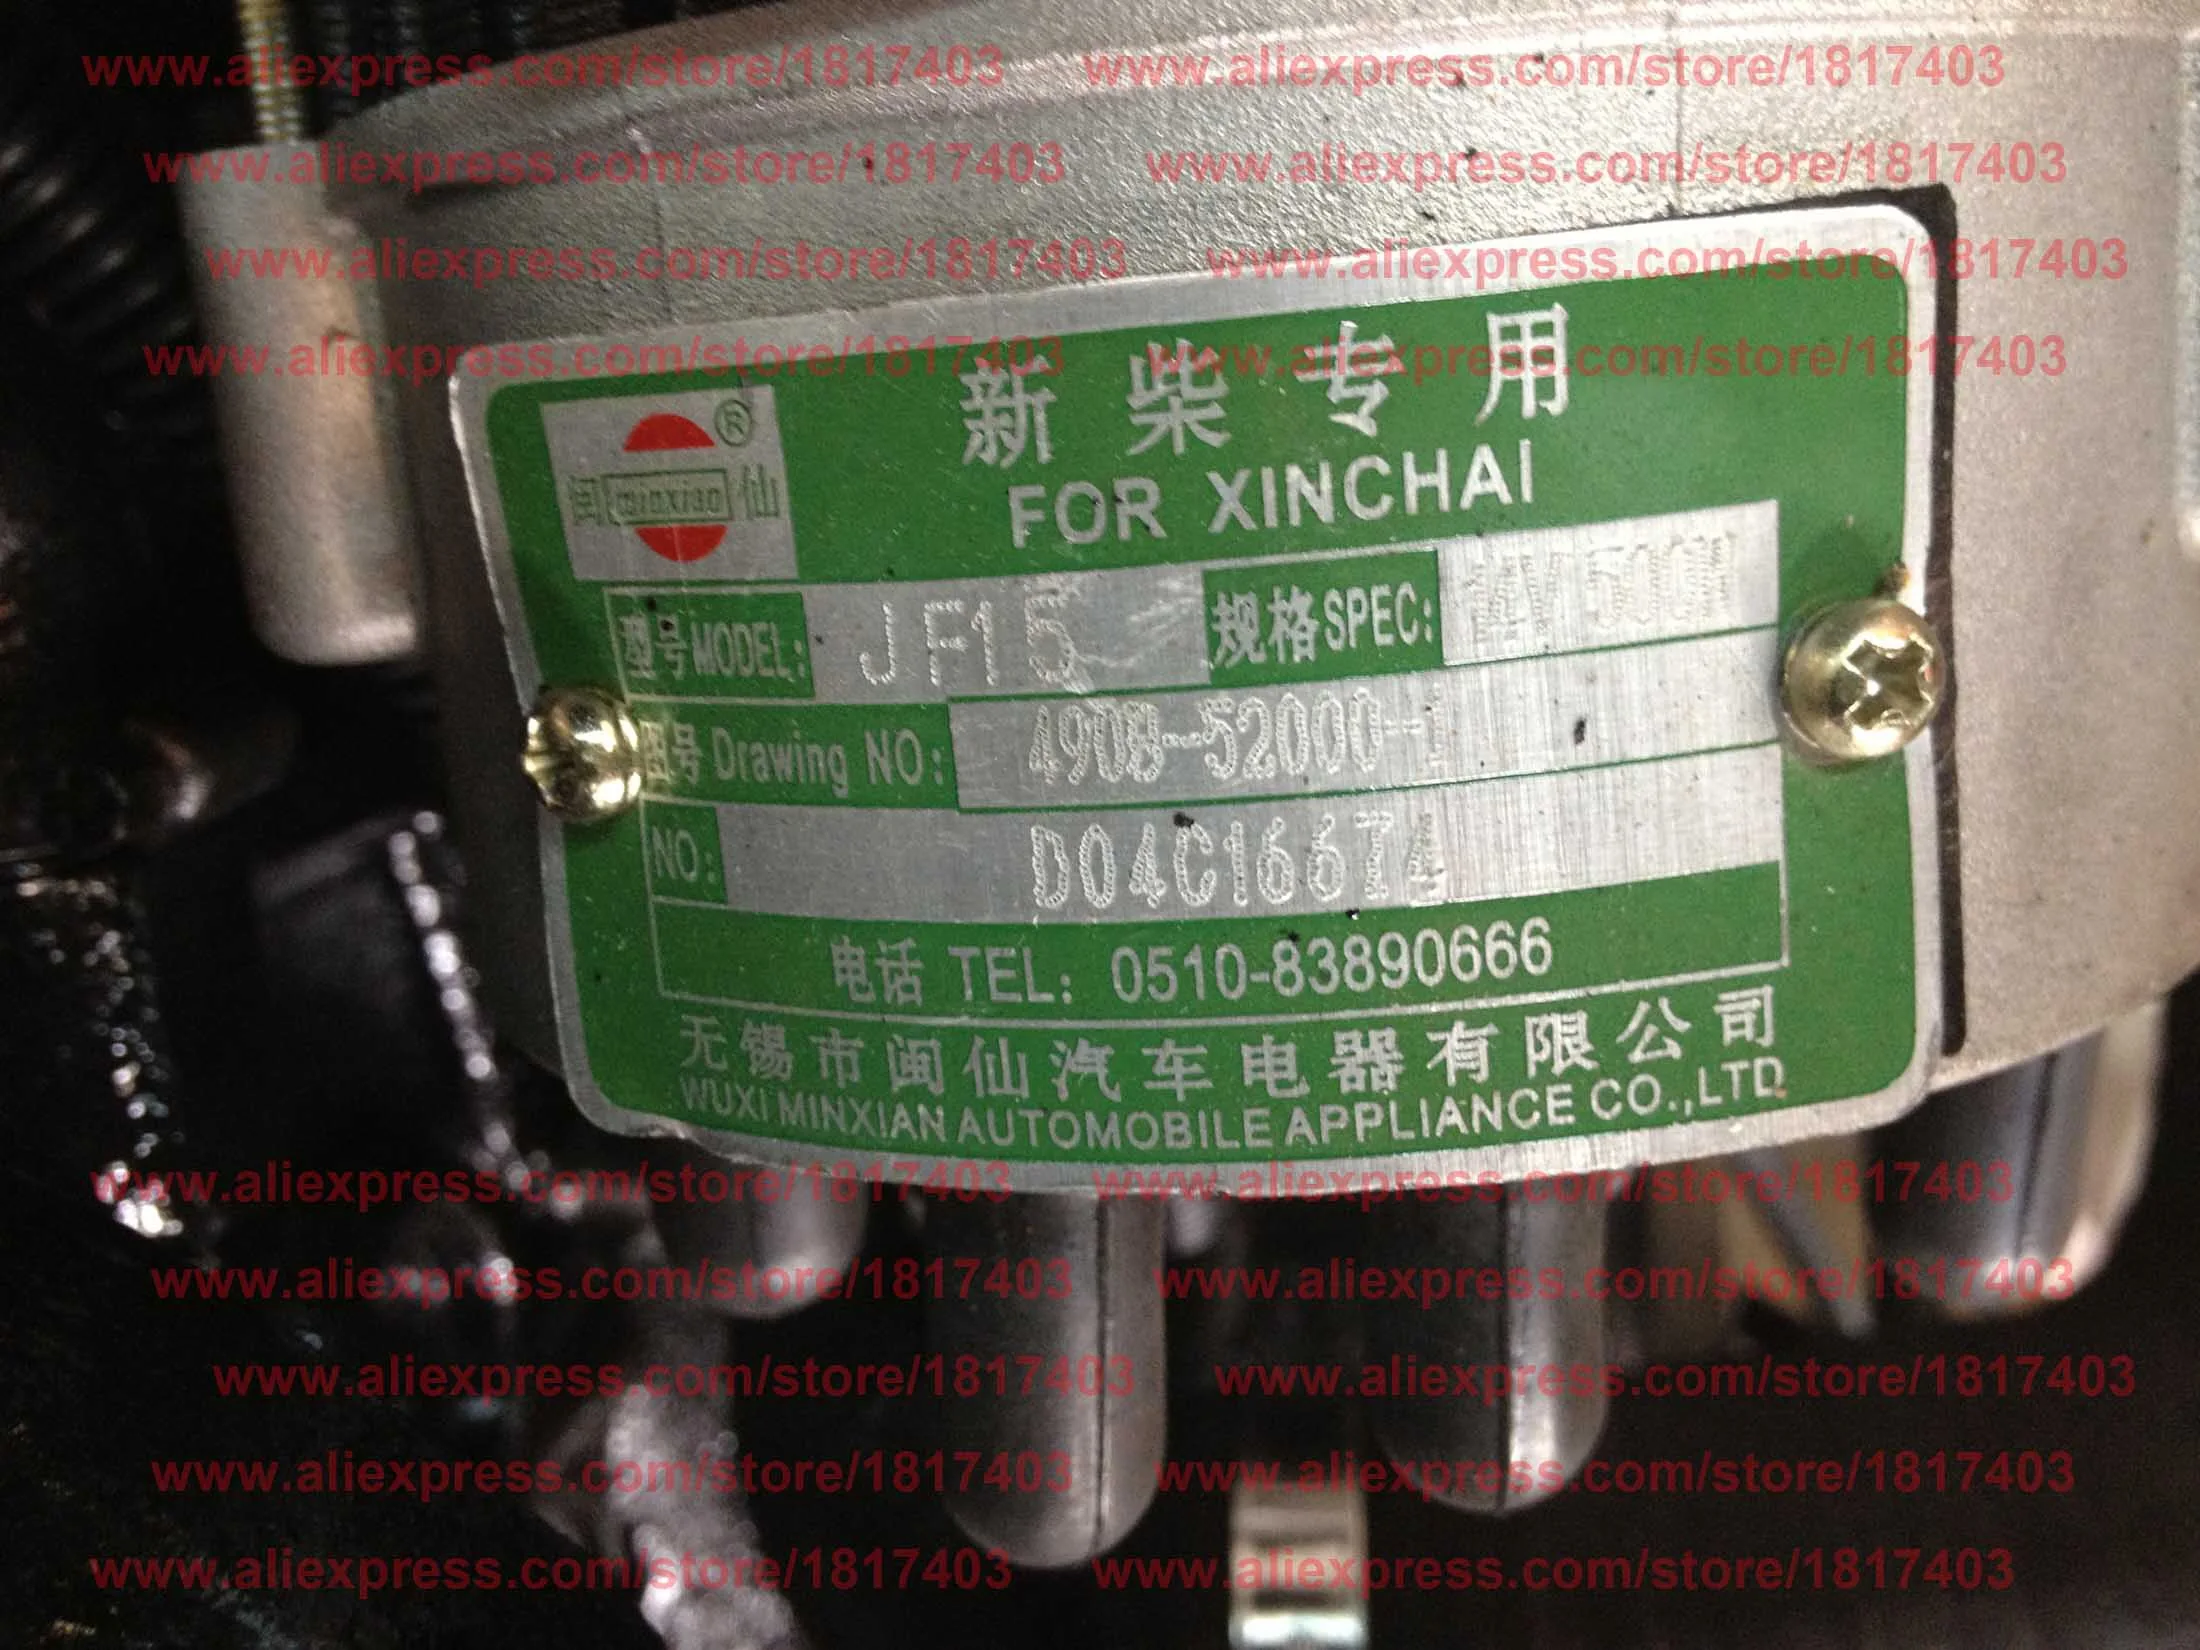 www.aliexpress.com/store/1817403 www.aliexpress.com/store/1817403
www.aliexpress.com/store/1817403 www.aliexpress.com/store/1817403
www.aliexpress.com/store/1817403 www.aliexpress.com/store/1817403
www.aliexpress.com/store/1817403 www.aliexpress.com/store/1817403
新柴专用
FOR XINCHAI
®
闽 minxian 仙
型号MODEL: JF15 规格SPEC: 14V 500W
图号 Drawing NO: 4908-52000-1
NO: D04C1667
电话 TEL: 0510-83890666
无锡市闽仙汽车电器有限公司
WUXI MINXIAN AUTOMOBILE APPLIANCE CO.,LTD
www.aliexpress.com/store/1817403 www.aliexpress.com/store/1817403
www.aliexpress.com/store/1817403 www.aliexpress.com/store/1817403
www.aliexpress.com/store/1817403 www.aliexpress.com/store/1817403
www.aliexpress.com/store/1817403 www.aliexpress.com/store/1817403
www.aliexpress.com/store/1817403 www.aliexpress.com/store/1817403